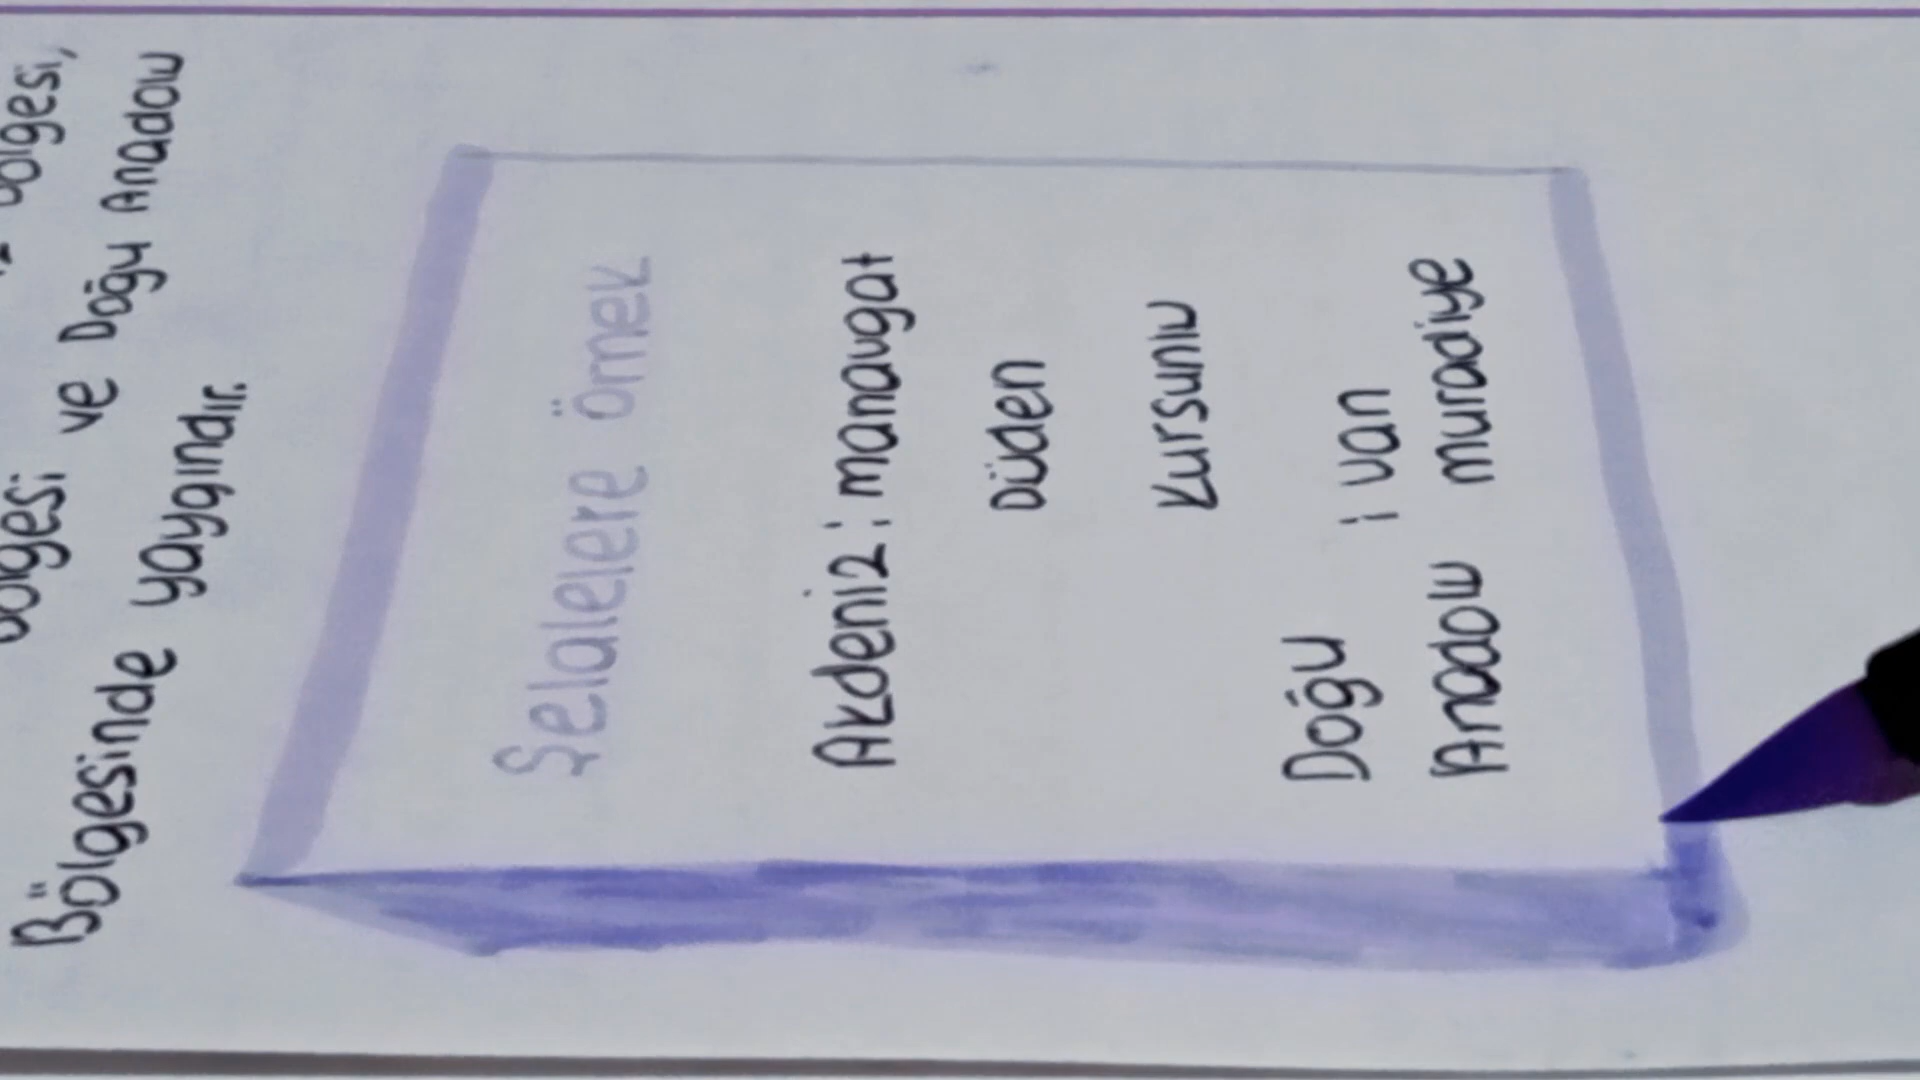 Bölgesi,
Bölgesi ve Doğu Anadolu
Bölgesinde yaygındır.
Şelalelere Örnek
Akdeniz : manavgat
Düden
Kurşunlu
Doğu : Van
Anadolu muradiye